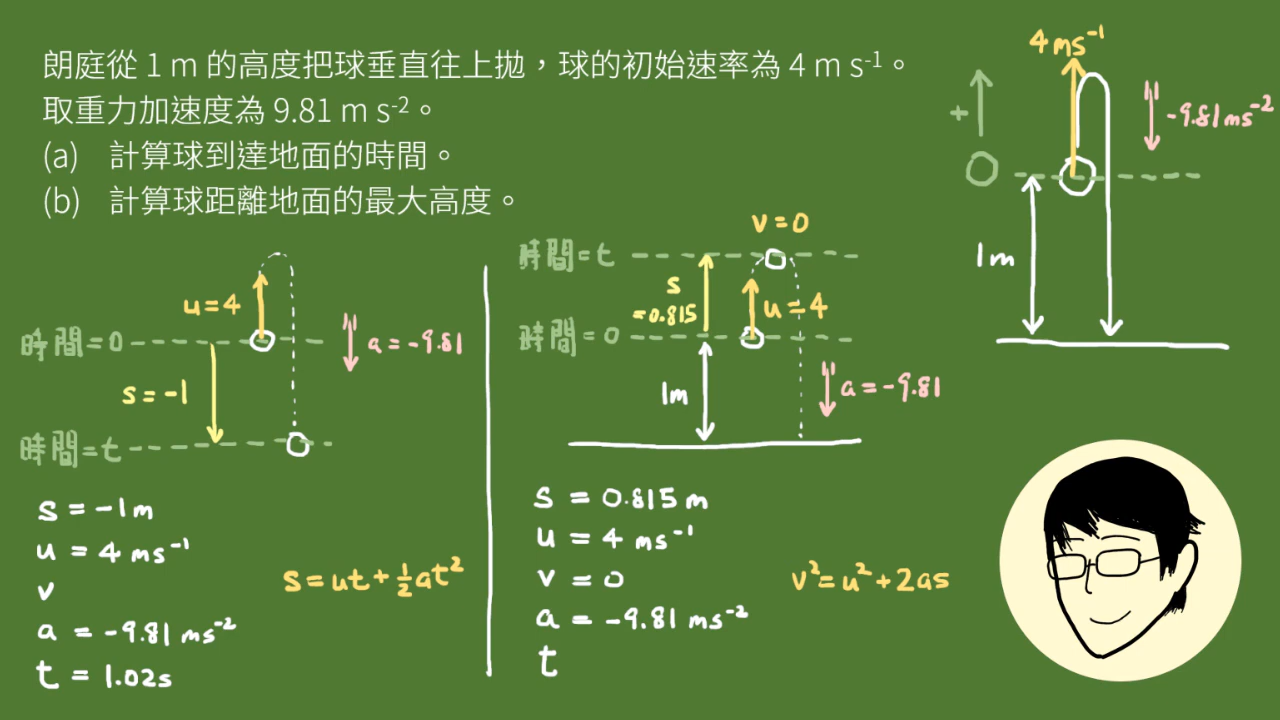 朗庭從 1 m 的高度把球垂直往上拋，球的初始速率為 4 m s⁻¹。
取重力加速度為 9.81 m s⁻²。
(a) 計算球到達地面的時間。
(b) 計算球距離地面的最大高度。
4 ms⁻¹
+
-9.81 ms⁻²
1m
u=4
時間=0
a=-9.81
s=-1
時間=t
s = -1m
u = 4 ms⁻¹
v
a = -9.81 ms⁻²
t = 1.02s
s=ut+½at²
v=0
時間=t
s
=0.815
u=4
時間=0
1m
a=-9.81
s = 0.815 m
u = 4 ms⁻¹
v = 0
a = -9.81 ms⁻²
t
v²=u²+2as